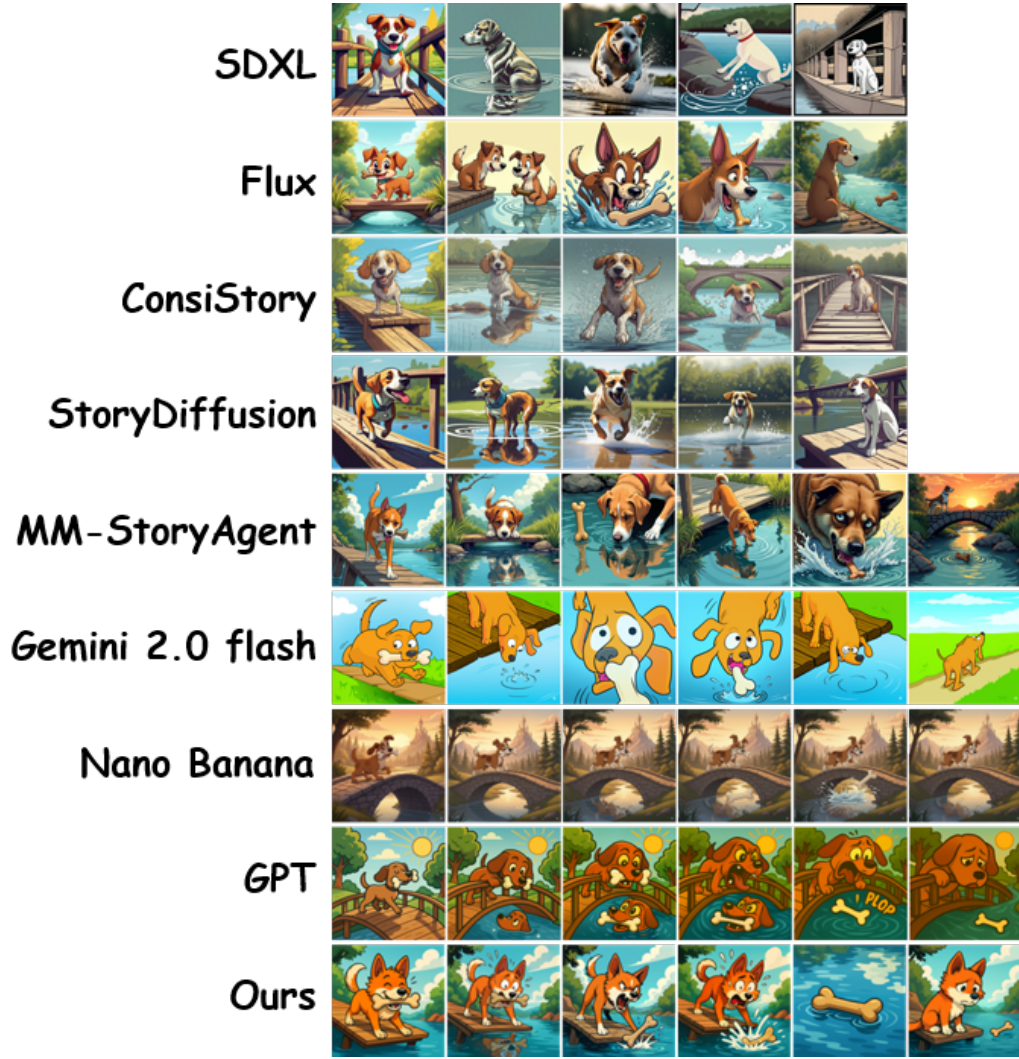 SDXL
Flux
ConsiStory
StoryDiffusion
MM-StoryAgent
Gemini 2.0 flash
Nano Banana
GPT
PLOP
Ours